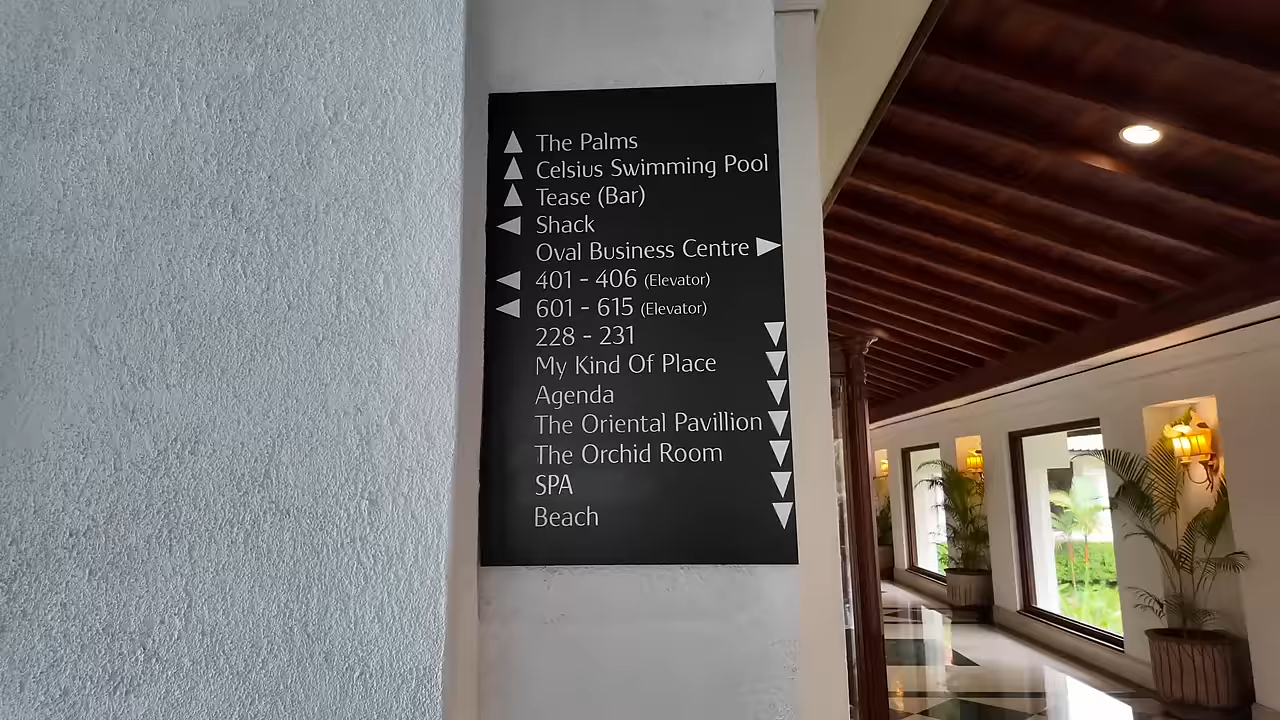 The Palms
Celsius Swimming Pool
Tease (Bar)
Shack
Oval Business Centre
401 - 406 (Elevator)
601 - 615 (Elevator)
228 - 231
My Kind Of Place
Agenda
The Oriental Pavillion
The Orchid Room
SPA
Beach